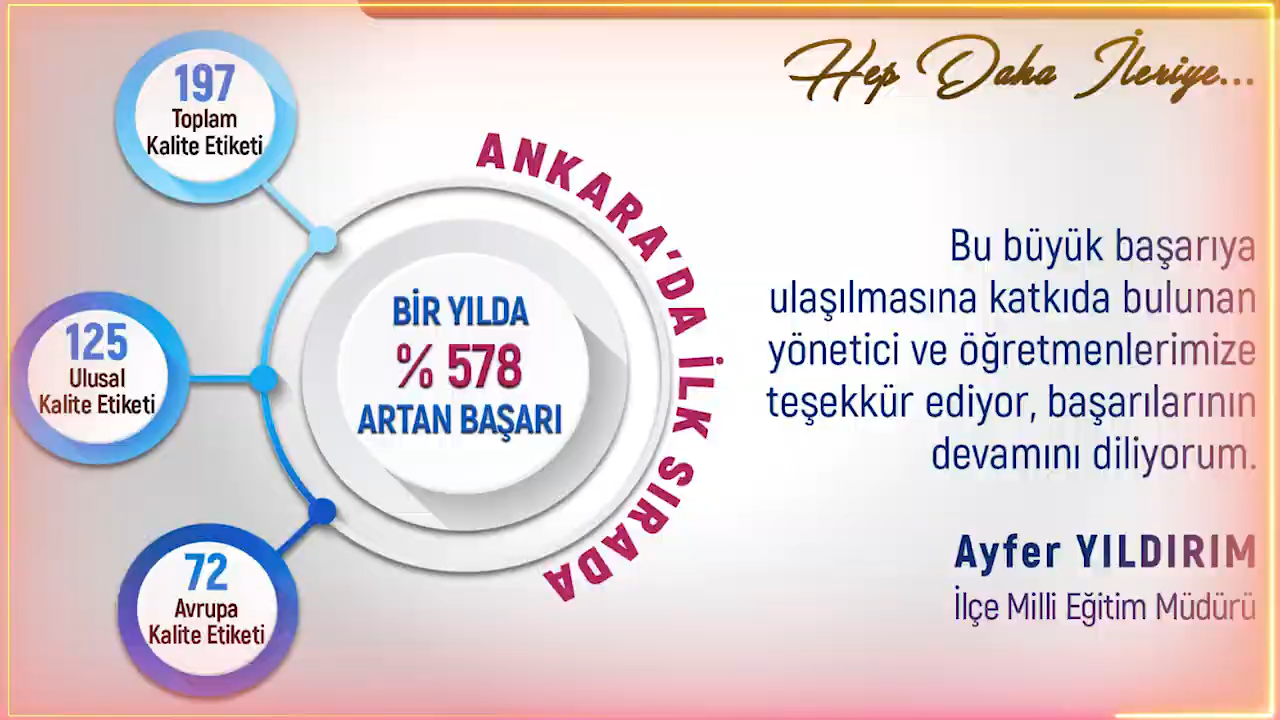 197
Toplam
Kalite Etiketi
125
Ulusal
Kalite Etiketi
72
Avrupa
Kalite Etiketi
BİR YILDA
% 578
ARTAN BAŞARI
ANKARA'DA İLK SIRADA
Hep Daha İleriye...
Bu büyük başarıya
ulaşılmasına katkıda bulunan
yönetici ve öğretmenlerimize
teşekkür ediyor, başarılarının
devamını diliyorum.
Ayfer YILDIRIM
İlçe Milli Eğitim Müdürü